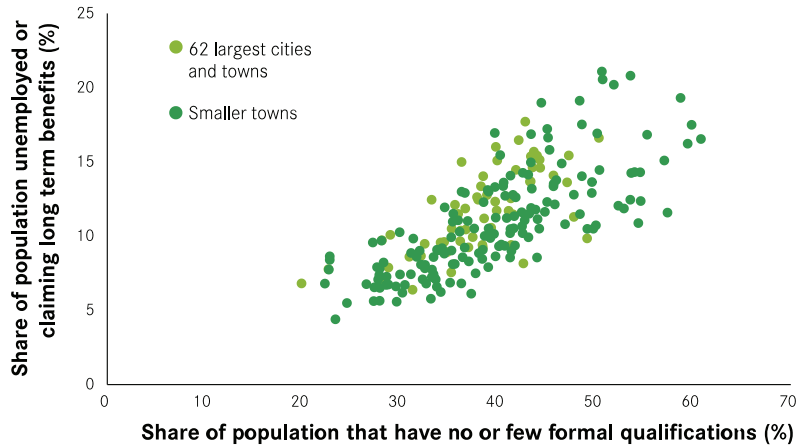 Share of population unemployed or
claiming long term benefits (%)
25
20
15
10
5
0
62 largest cities
and towns
Smaller towns
0 10 20 30 40 50 60 70
Share of population that have no or few formal qualifications (%)